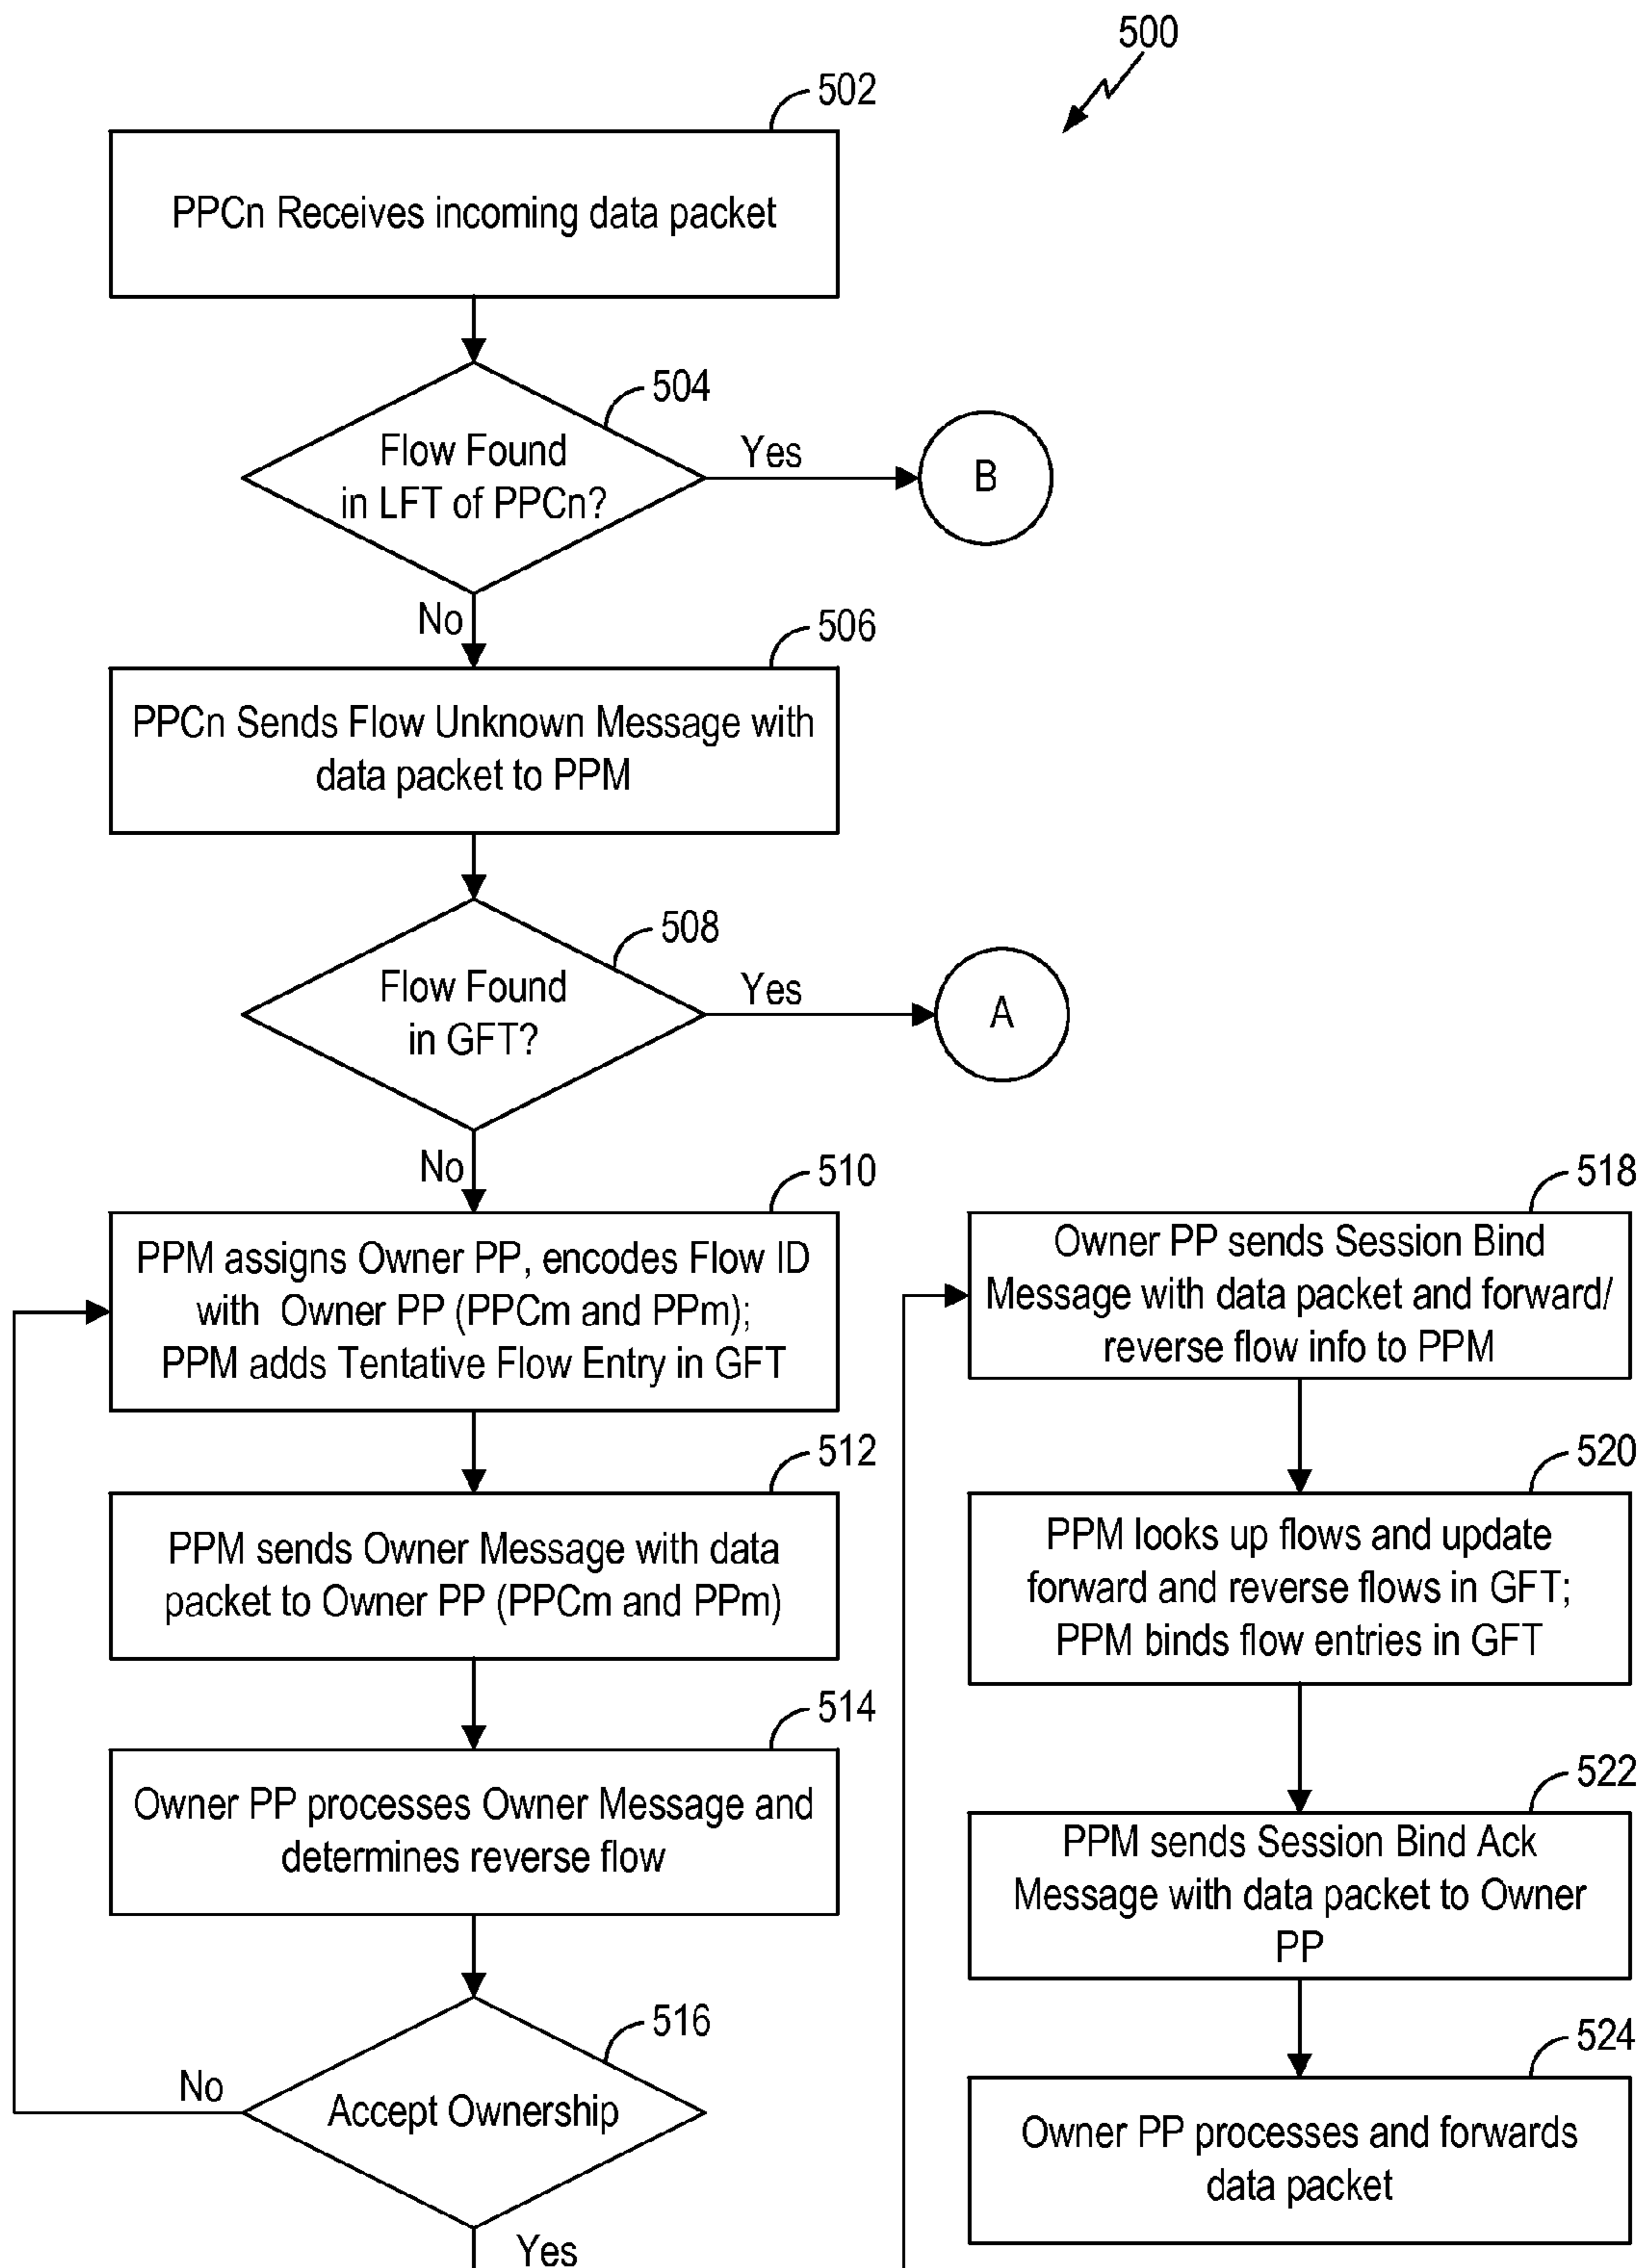 500
502
PPCn Receives incoming data packet
504
Flow Found
in LFT of PPCn?
Yes
B
No
506
PPCn Sends Flow Unknown Message with
data packet to PPM
508
Flow Found
in GFT?
Yes
A
No
510
PPM assigns Owner PP, encodes Flow ID
with Owner PP (PPCm and PPm);
PPM adds Tentative Flow Entry in GFT
512
PPM sends Owner Message with data
packet to Owner PP (PPCm and PPm)
514
Owner PP processes Owner Message and
determines reverse flow
516
Accept Ownership
No
Yes
518
Owner PP sends Session Bind
Message with data packet and forward/
reverse flow info to PPM
520
PPM looks up flows and update
forward and reverse flows in GFT;
PPM binds flow entries in GFT
522
PPM sends Session Bind Ack
Message with data packet to Owner
PP
524
Owner PP processes and forwards
data packet